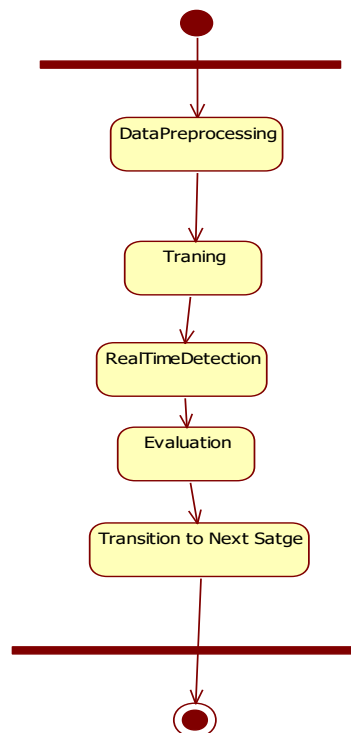 DataPreprocessing
Traning
RealTimeDetection
Evaluation
Transition to Next Satge